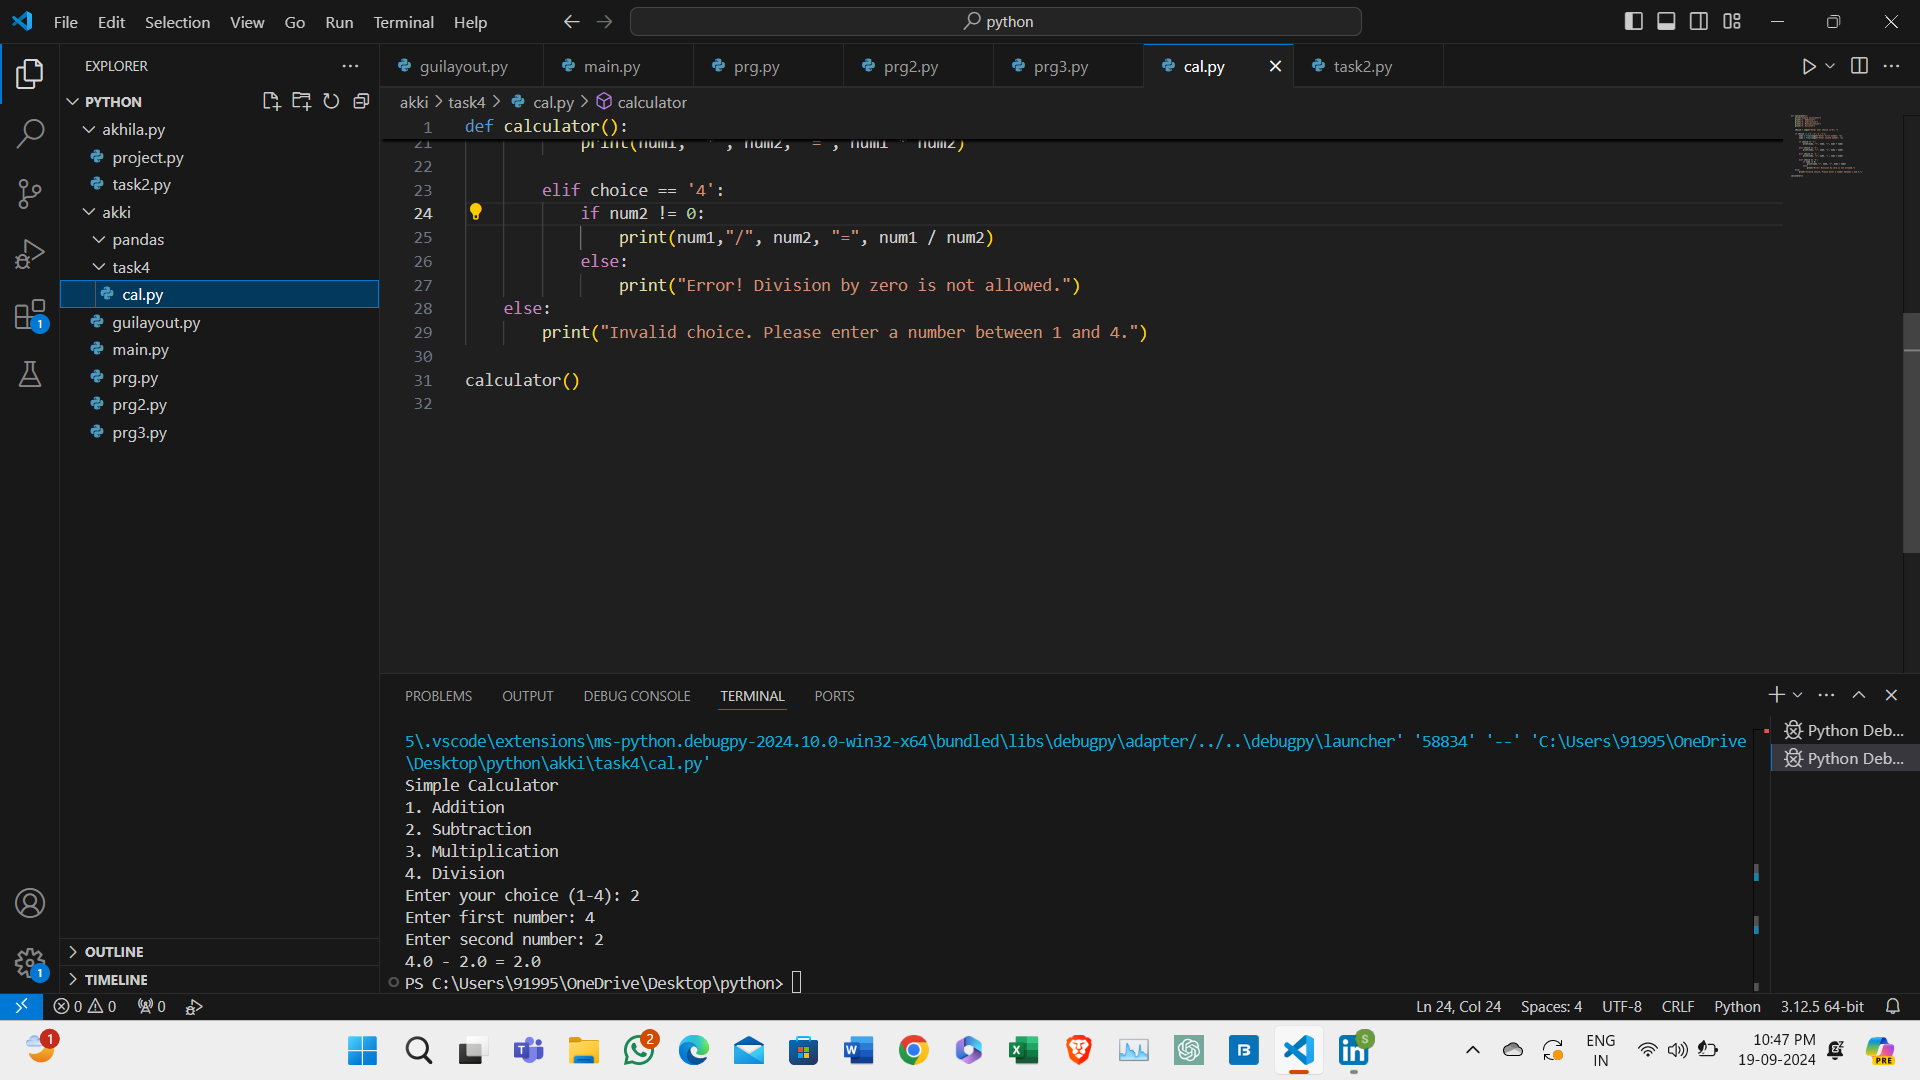 File Edit Selection View Go Run Terminal Help
python
EXPLORER
PYTHON
akhila.py
project.py
task2.py
akki
pandas
task4
cal.py
guilayout.py
main.py
prg.py
prg2.py
prg3.py
OUTLINE
TIMELINE
1
1
guilayout.py main.py prg.py prg2.py prg3.py cal.py task2.py
akki > task4 > cal.py > calculator
1 def calculator():
21 print(num1, " * ", num2, "=", num1 * num2)
22
23 elif choice == '4':
24 if num2 != 0:
25 print(num1,"/", num2, "=", num1 / num2)
26 else:
27 print("Error! Division by zero is not allowed.")
28 else:
29 print("Invalid choice. Please enter a number between 1 and 4.")
30
31 calculator()
32
PROBLEMS OUTPUT DEBUG CONSOLE TERMINAL PORTS
Python Deb...
Python Deb...
5\.vscode\extensions\ms-python.debugpy-2024.10.0-win32-x64\bundled\libs\debugpy\adapter/../..\debugpy\launcher' '58834' '--' 'C:\Users\91995\OneDrive
\Desktop\python\akki\task4\cal.py'
Simple Calculator
1. Addition
2. Subtraction
3. Multiplication
4. Division
Enter your choice (1-4): 2
Enter first number: 4
Enter second number: 2
4.0 - 2.0 = 2.0
PS C:\Users\91995\OneDrive\Desktop\python>
0 0 0
Ln 24, Col 24 Spaces: 4 UTF-8 CRLF Python 3.12.5 64-bit
1
2
S
ENG
IN
10:47 PM
19-09-2024
PRE